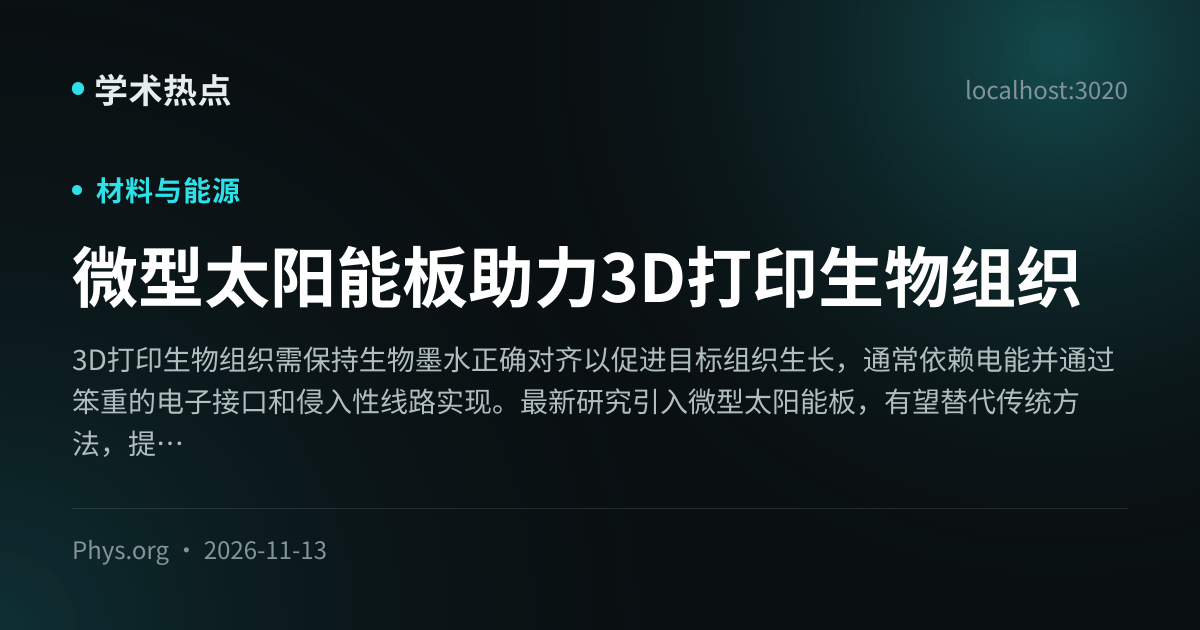 学术热点
localhost:3020
材料与能源
微型太阳能板助力3D打印生物组织
3D打印生物组织需保持生物墨水正确对齐以促进目标组织生长，通常依赖电能并通过
笨重的电子接口和侵入性线路实现。最新研究引入微型太阳能板，有望替代传统方
法，提…
Phys.org • 2026-11-13